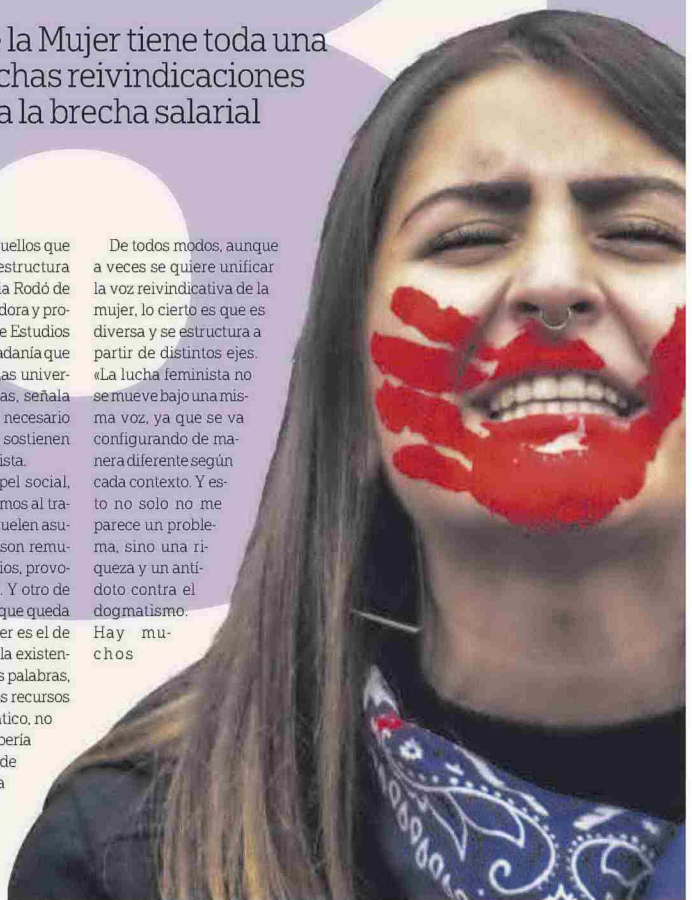 la Mujer tiene toda una
chas reivindicaciones
a la brecha salarial
uellos que
estructura
ia Rodó de
dora y pro-
e Estudios
adanía que
as univer-
as, señala
necesario
sostienen
ista.
pel social,
mos al tra-
uelen asu-
son remu-
ios, provo-
. Y otro de
que queda
er es el de
la existen-
s palabras,
s recursos
ático, no
bería
de
a
De todos modos, aunque
a veces se quiere unificar
la voz reivindicativa de la
mujer, lo cierto es que es
diversa y se estructura a
partir de distintos ejes.
«La lucha feminista no
se mueve bajo una mis-
ma voz, ya que se va
configurando de ma-
nera diferente según
cada contexto. Y es-
to no solo no me
parece un proble-
ma, sino una ri-
queza y un antí-
doto contra el
dogmatismo.
Hay mu-
chos